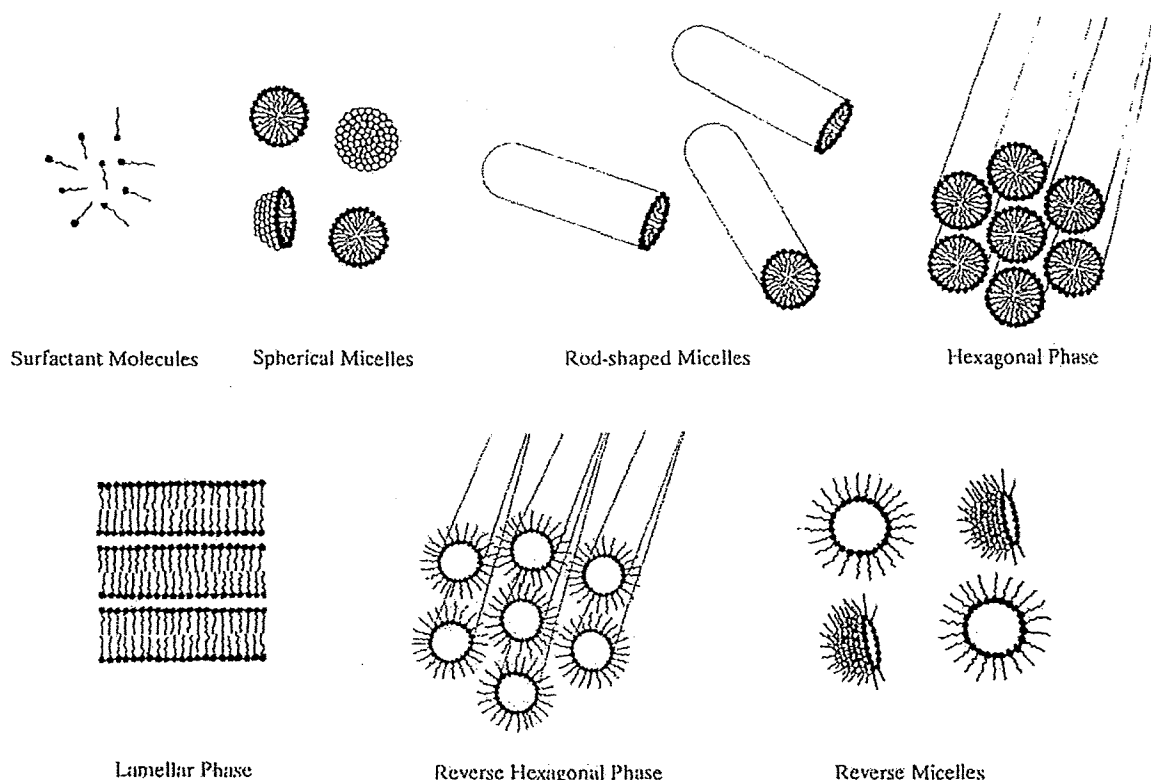 Surfactant Molecules
Spherical Micelles
Rod-shaped Micelles
Hexagonal Phase
Lamellar Phase
Reverse Hexagonal Phase
Reverse Micelles